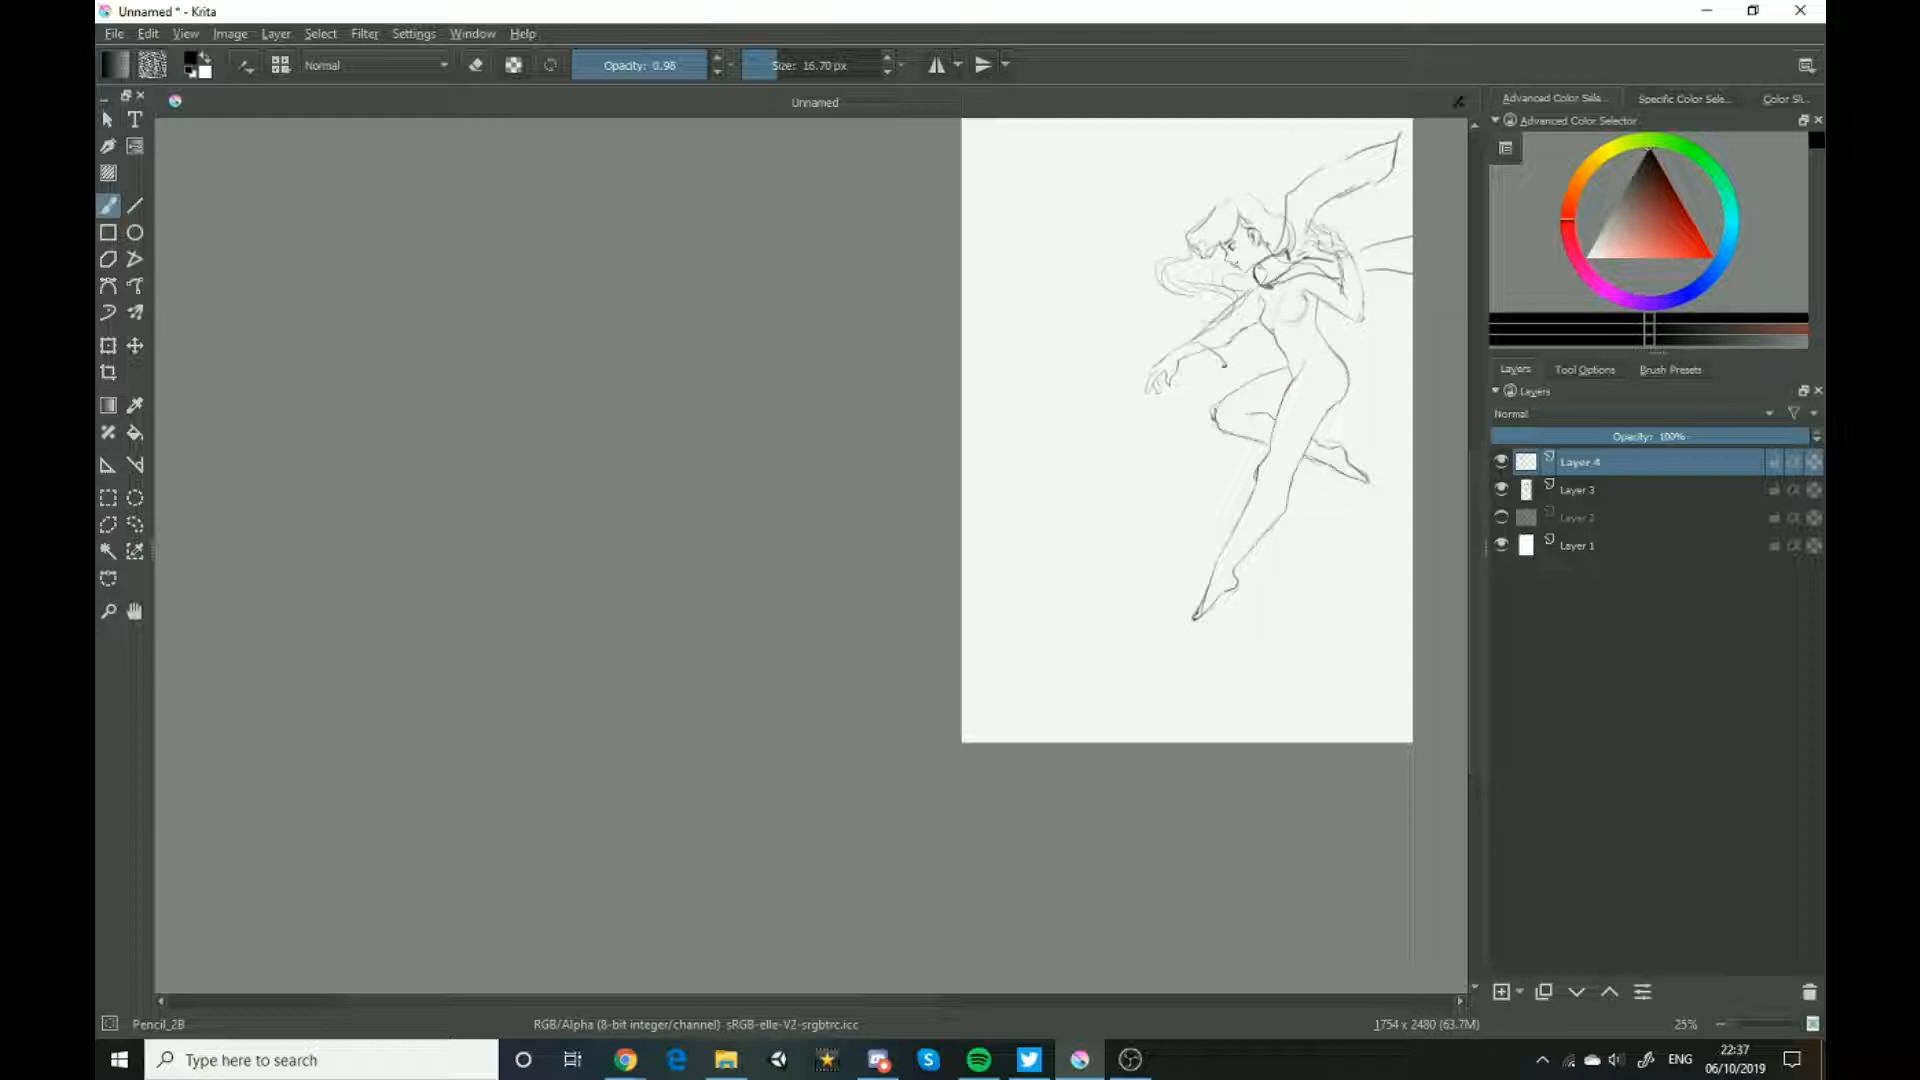 Unnamed * - Krita
File Edit View Image Layer Select Filter Settings Window Help
Normal
Opacity: 0.98
Size: 16.70 px
Unnamed
Advanced Color Sele...
Specific Color Sele...
Color Sl...
Advanced Color Selector
Layers
Tool Options
Brush Presets
Layers
Normal
Opacity: 100%
Layer 4
Layer 3
Layer 2
Layer 1
Pencil_2B
RGB/Alpha (8-bit integer/channel) sRGB-elle-V2-srgbtrc.icc
1754 x 2480 (63.7M)
25%
Type here to search
ENG
22:37
06/10/2019